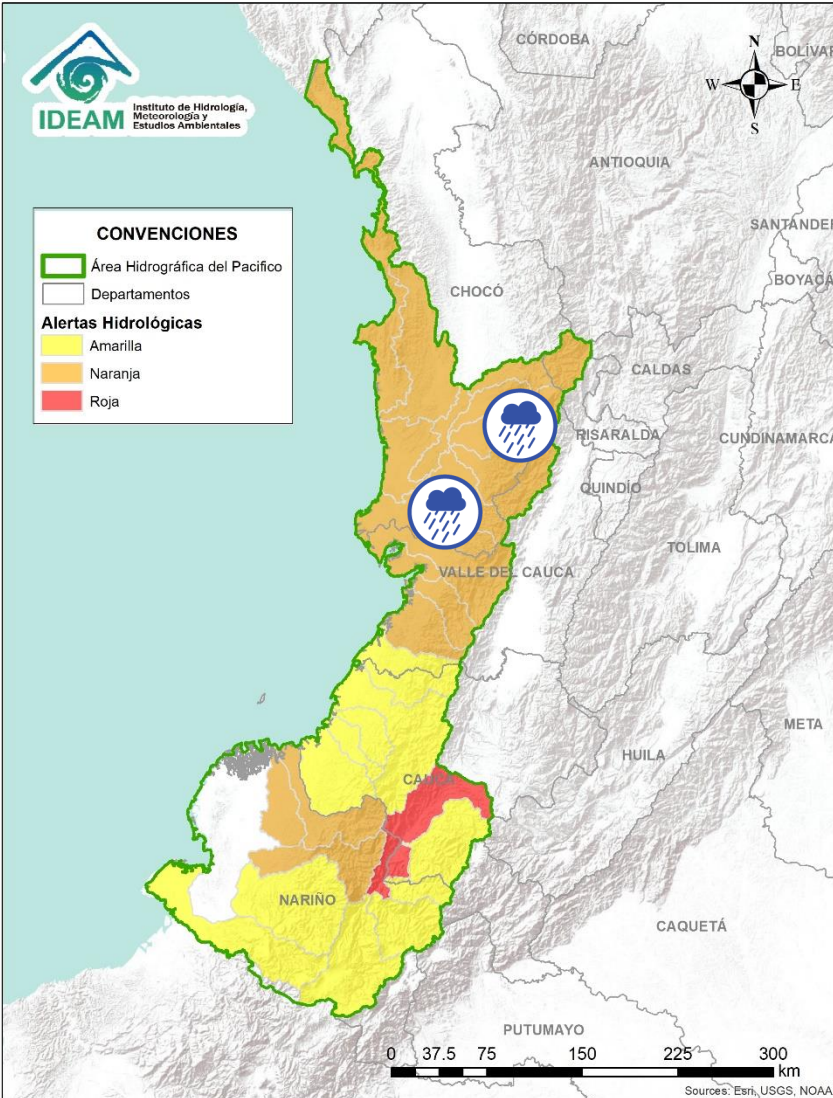 IDEAM
Instituto de Hidrología,
Meteorología y
Estudios Ambientales
N
W
E
S
CÓRDOBA
BOLÍVAR
ANTIOQUIA
SANTANDER
BOYACÁ
CHOCÓ
CALDAS
RISARALDA
CUNDINAMARCA
QUINDÍO
TOLIMA
VALLE DEL CAUCA
META
HUILA
CAUCA
NARIÑO
CAQUETÁ
PUTUMAYO
CONVENCIONES
Área Hidrográfica del Pacifico
Departamentos
Alertas Hidrológicas
Amarilla
Naranja
Roja
0 37.5 75 150 225 300
km
Sources: Esri, USGS, NOAA